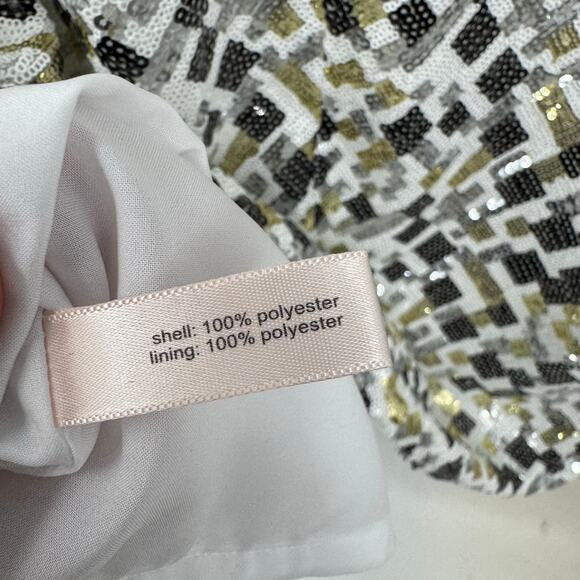 shell: 100% polyester
lining: 100% polyester